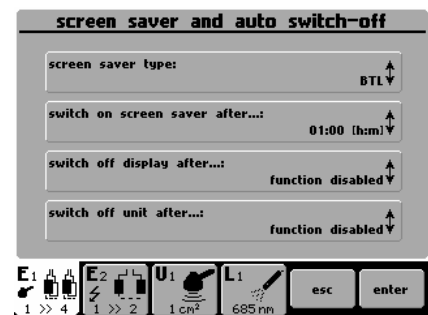 screen saver and auto switch-off
screen saver type:
BTL
switch on screen saver after...:
01:00 [h:m]
switch off display after...:
function disabled
switch off unit after...:
function disabled
E1 E2 U1 L1
esc enter
1 >> 4 1 >> 2 1 cm² 685 nm